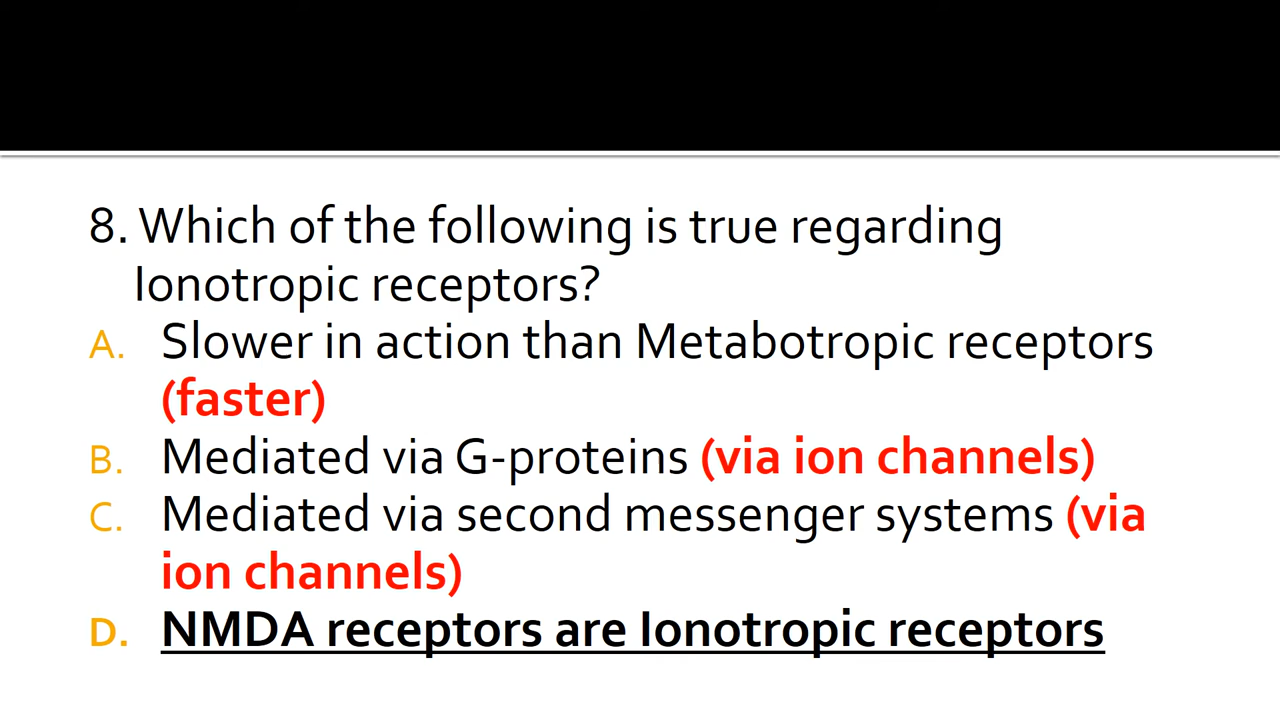 8. Which of the following is true regarding
Ionotropic receptors?
A. Slower in action than Metabotropic receptors
(faster)
B. Mediated via G-proteins (via ion channels)
C. Mediated via second messenger systems (via
ion channels)
D. NMDA receptors are Ionotropic receptors